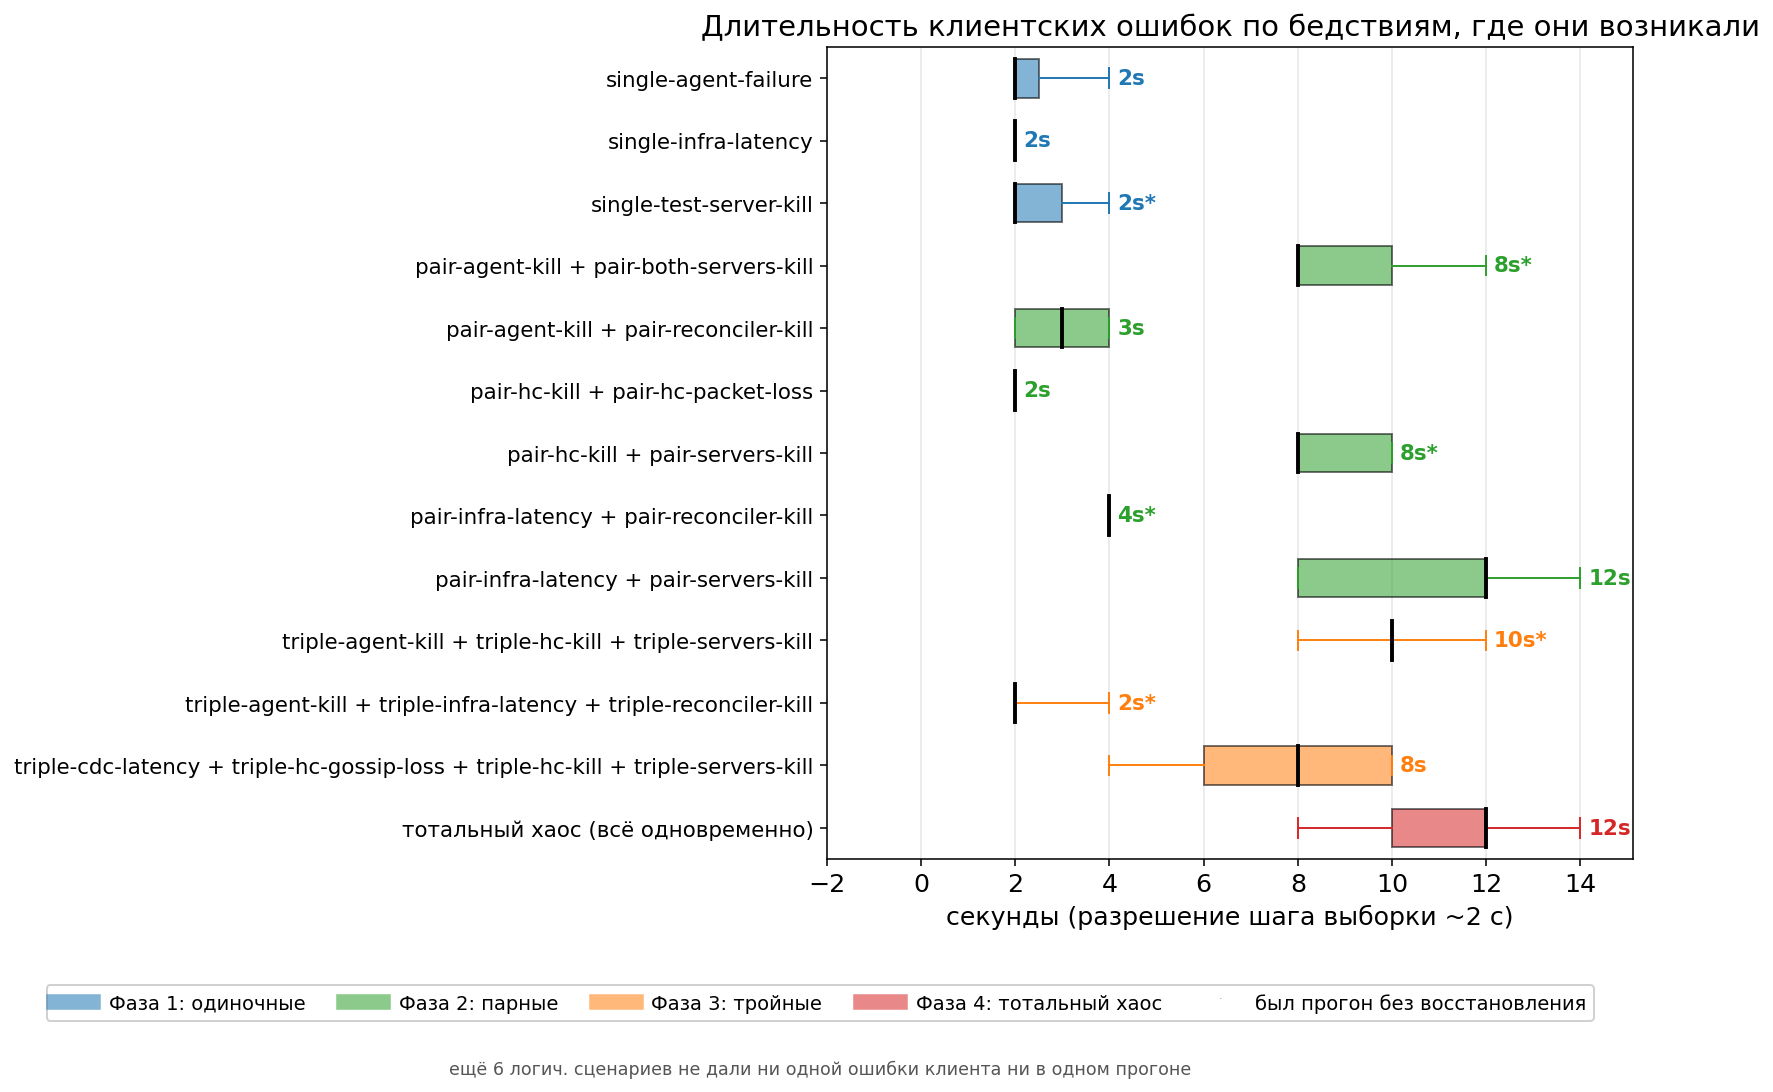 Длительность клиентских ошибок по бедствиям, где они возникали
single-agent-failure 2s
single-infra-latency 2s
single-test-server-kill 2s*
pair-agent-kill + pair-both-servers-kill 8s*
pair-agent-kill + pair-reconciler-kill 3s
pair-hc-kill + pair-hc-packet-loss 2s
pair-hc-kill + pair-servers-kill 8s*
pair-infra-latency + pair-reconciler-kill 4s*
pair-infra-latency + pair-servers-kill 12s
triple-agent-kill + triple-hc-kill + triple-servers-kill 10s*
triple-agent-kill + triple-infra-latency + triple-reconciler-kill 2s*
triple-cdc-latency + triple-hc-gossip-loss + triple-hc-kill + triple-servers-kill 8s
тотальный хаос (всё одновременно) 12s
−2 0 2 4 6 8 10 12 14
секунды (разрешение шага выборки ~2 с)
Фаза 1: одиночные Фаза 2: парные Фаза 3: тройные Фаза 4: тотальный хаос был прогон без восстановления
ещё 6 логич. сценариев не дали ни одной ошибки клиента ни в одном прогоне